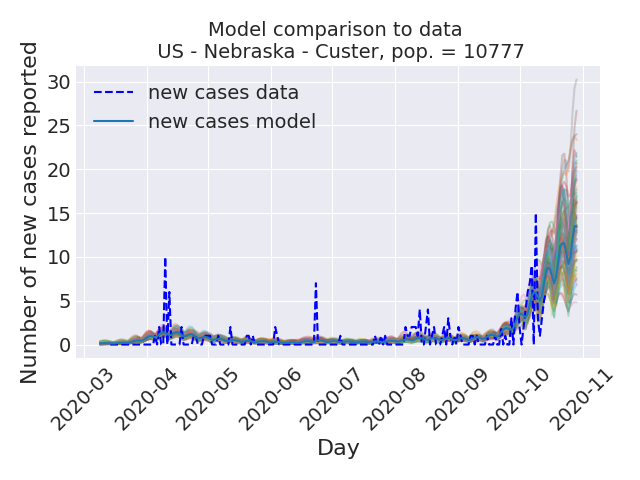 Model comparison to data
US - Nebraska - Custer, pop. = 10777
Number of new cases reported
30
25
20
15
10
5
0
new cases data
new cases model
2020-03
2020-04
2020-05
2020-06
2020-07
2020-08
2020-09
2020-10
2020-11
Day